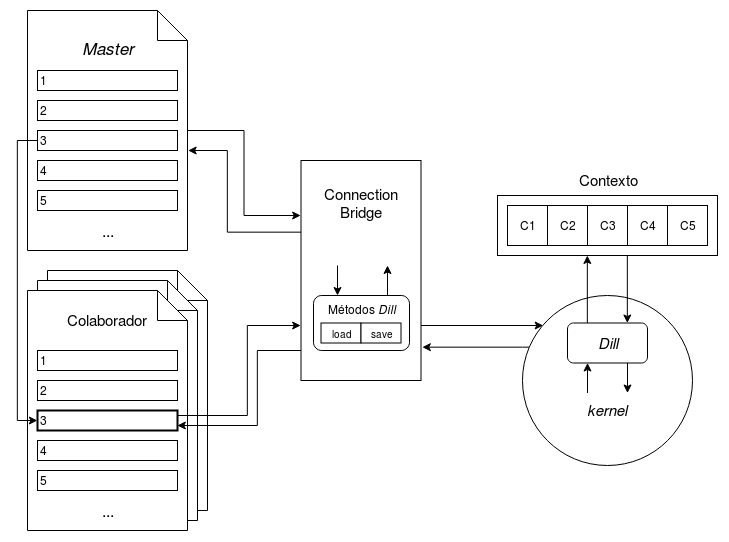 Master
1
2
3
4
5
...
Colaborador
1
2
3
4
5
...
Connection
Bridge
Métodos Dill
load save
Contexto
C1 C2 C3 C4 C5
Dill
kernel